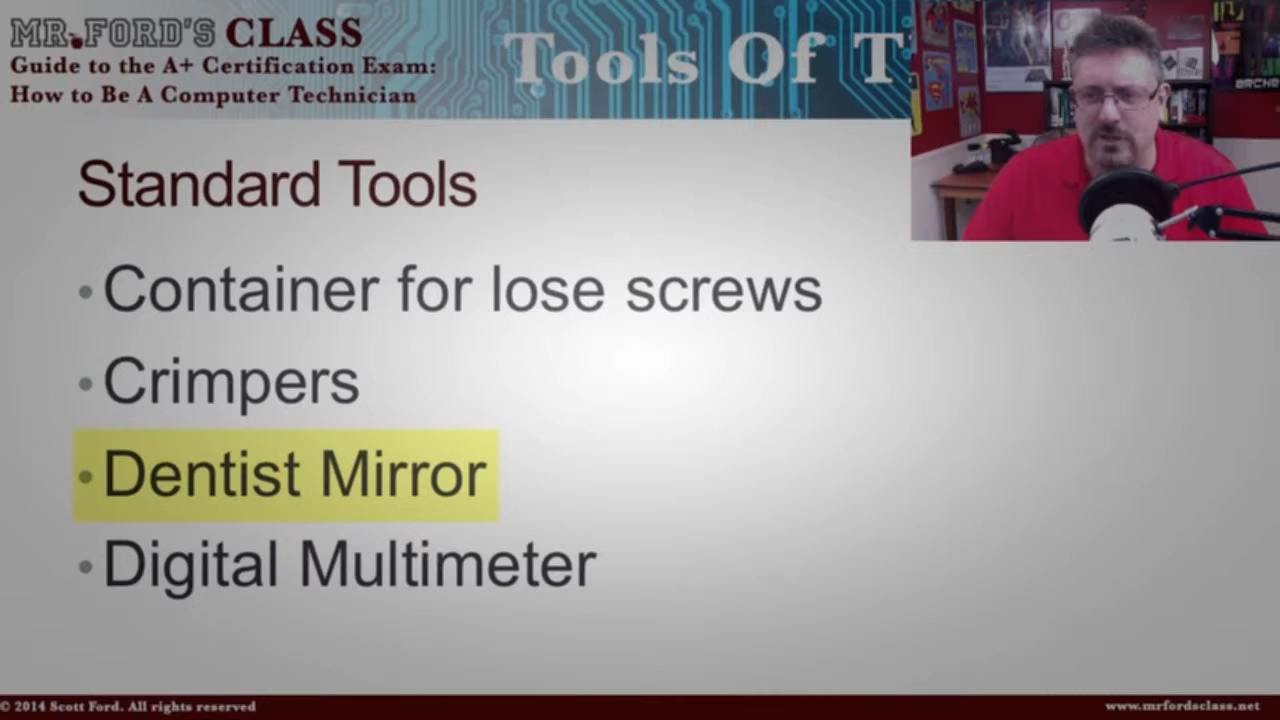 MR. FORD'S CLASS
Guide to the A+ Certification Exam:
How to Be A Computer Technician
Tools Of T
Standard Tools
• Container for lose screws
• Crimpers
• Dentist Mirror
• Digital Multimeter
© 2014 Scott Ford. All rights reserved
www.mrfordsclass.net